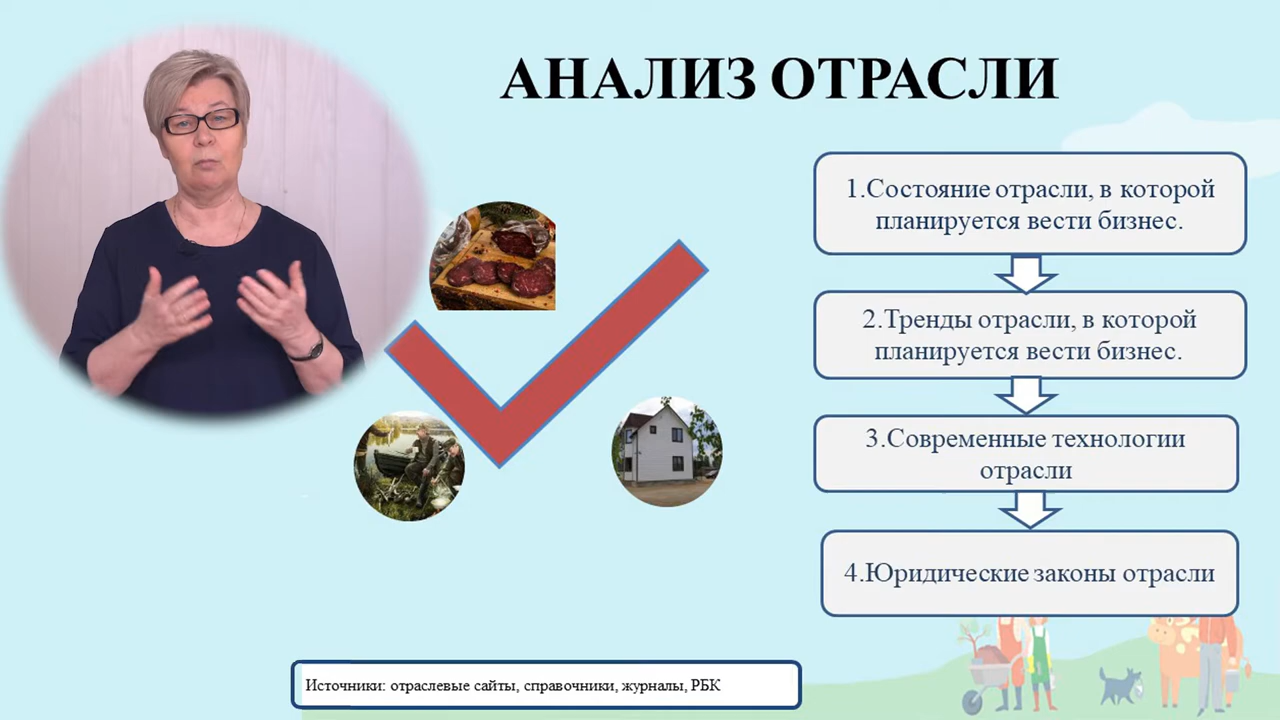 АНАЛИЗ ОТРАСЛИ
1.Состояние отрасли, в которой
планируется вести бизнес.
2.Тренды отрасли, в которой
планируется вести бизнес.
3.Современные технологии
отрасли
4.Юридические законы отрасли
Источники: отраслевые сайты, справочники, журналы, РБК